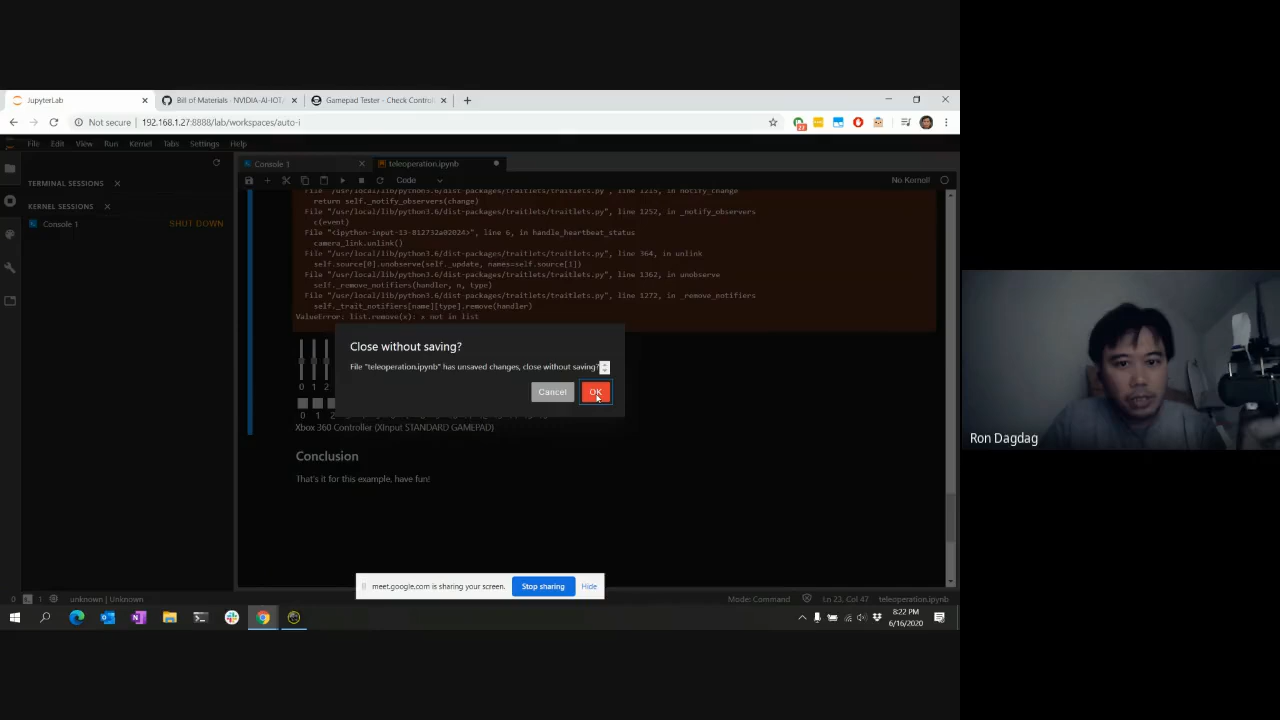 JupyterLab
Bill of Materials · NVIDIA-AI-IOT
Gamepad Tester - Check Controll
Not secure
192.168.1.27:8888/lab/workspaces/auto-i
File Edit View Run Kernel Tabs Settings Help
Console 1
teleoperation.ipynb
TERMINAL SESSIONS
Code
No Kernel!
File "/usr/local/lib/python3.6/dist-packages/traitlets.py", line 1215, in notify_change
return self._notify_observers(change)
KERNEL SESSIONS
File "/usr/local/lib/python3.6/dist-packages/traitlets.py", line 1252, in _notify_observers
Console 1
SHUT DOWN
c(event)
File "<ipython-input-13-812732a02024>", line 6, in handle_heartbeat_status
camera_link.unlink()
File "/usr/local/lib/python3.6/dist-packages/traitlets.py", line 364, in unlink
self.source[0].unobserve(self._update, names=self.source[1])
File "/usr/local/lib/python3.6/dist-packages/traitlets.py", line 1362, in unobserve
self._remove_notifiers(handler, n, type)
File "/usr/local/lib/python3.6/dist-packages/traitlets.py", line 1272, in _remove_notifiers
self._trait_notifiers[name][type].remove(handler)
ValueError: list.remove(x): x not in list
Close without saving?
File "teleoperation.ipynb" has unsaved changes, close without saving?
0 1 2
Cancel
OK
0 1 2
Xbox 360 Controller (XInput STANDARD GAMEPAD)
Conclusion
That's it for this example, have fun!
Ron Dagdag
meet.google.com is sharing your screen.
Stop sharing
Hide
0
1
unknown | Unknown
Mode: Command
Ln 23, Col 47
teleoperation.ipynb
8:22 PM
6/16/2020